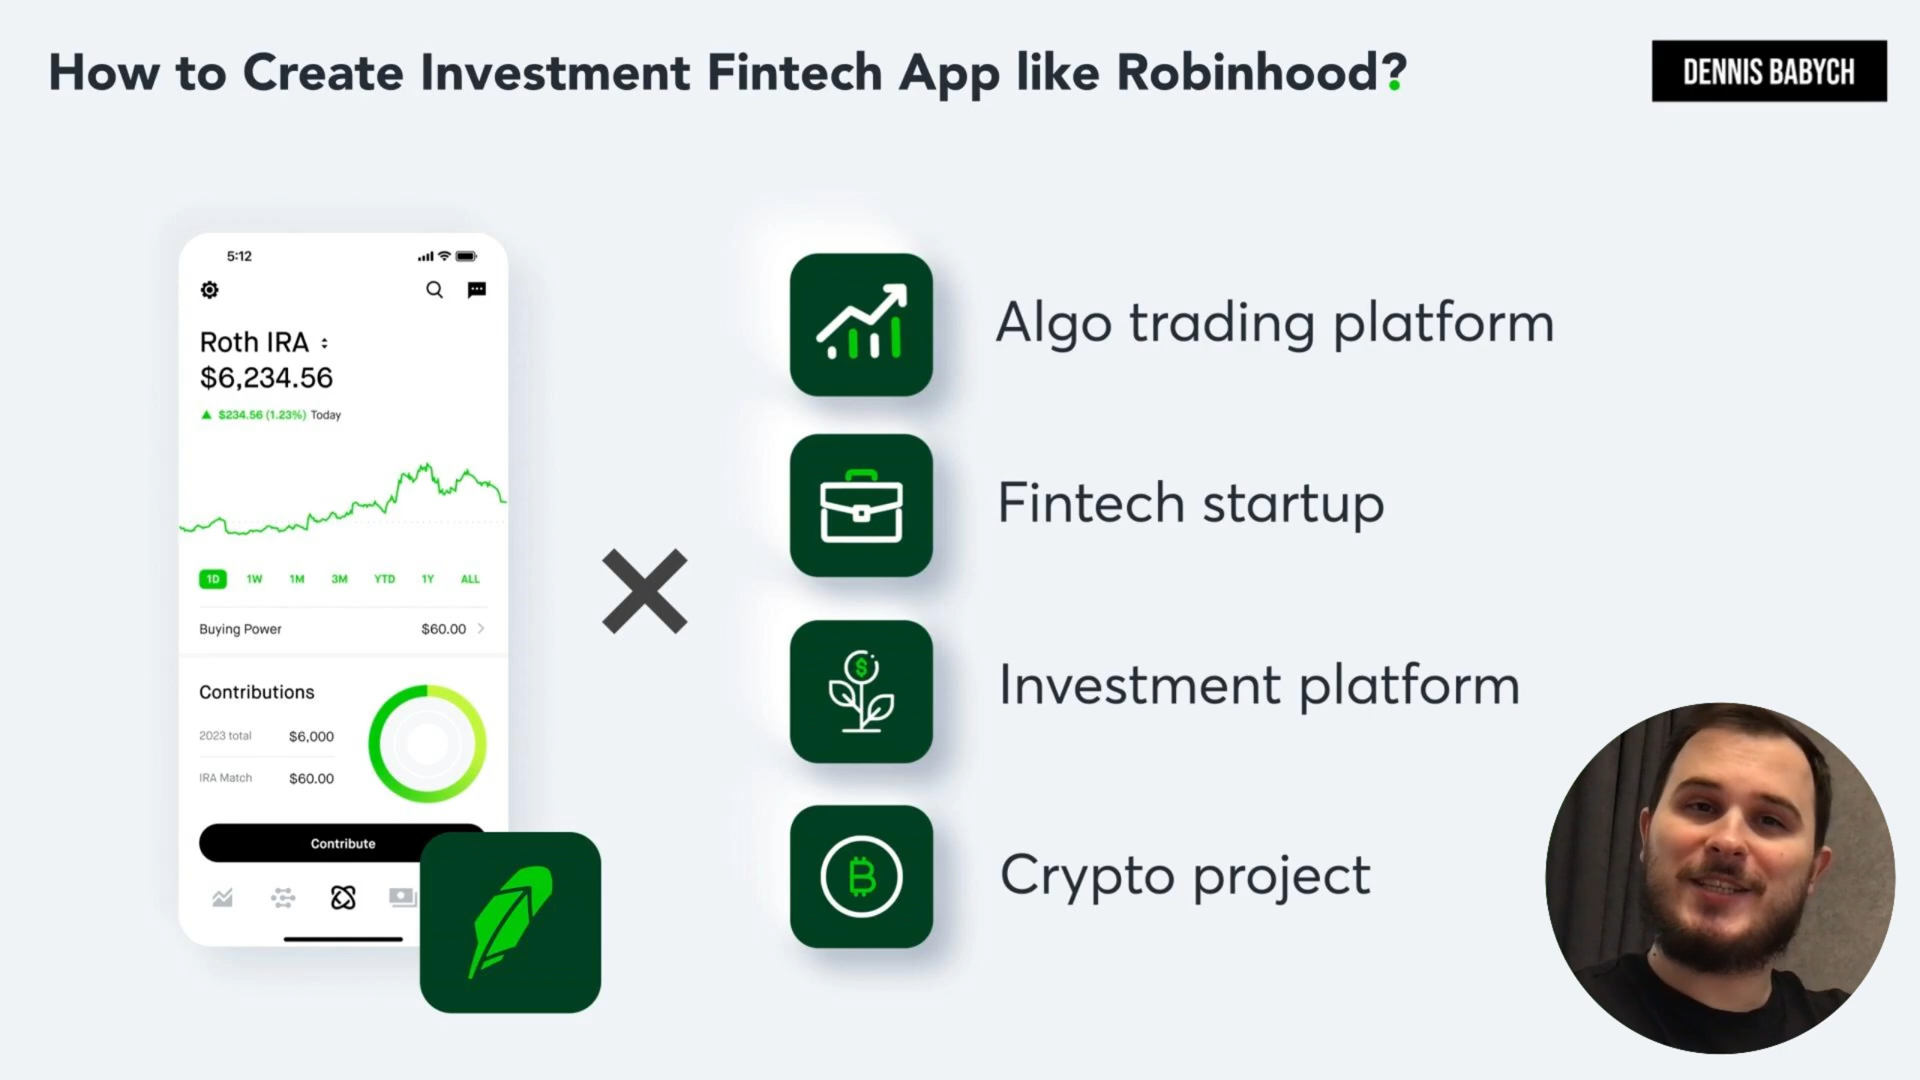 How to Create Investment Fintech App like Robinhood?
DENNIS BABYCH
5:12
Roth IRA
$6,234.56
$234.56 (1.23%) Today
1D 1W 1M 3M YTD 1Y ALL
Buying Power $60.00
Contributions
2023 total $6,000
IRA Match $60.00
Contribute
Algo trading platform
Fintech startup
Investment platform
Crypto project